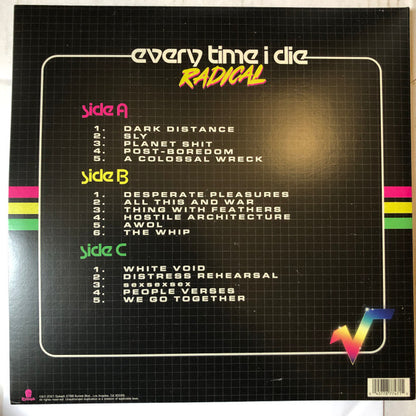 every time i die
RADICAL
side A
1. DARK DISTANCE
2. SLY
3. PLANET SHIT
4. POST-BOREDOM
5. A COLOSSAL WRECK
side B
1. DESPERATE PLEASURES
2. ALL THIS AND WAR
3. THING WITH FEATHERS
4. HOSTILE ARCHITECTURE
5. AWOL
6. THE WHIP
side C
1. WHITE VOID
2. DISTRESS REHEARSAL
3. sexsexsex
4. PEOPLE VERSES
5. WE GO TOGETHER